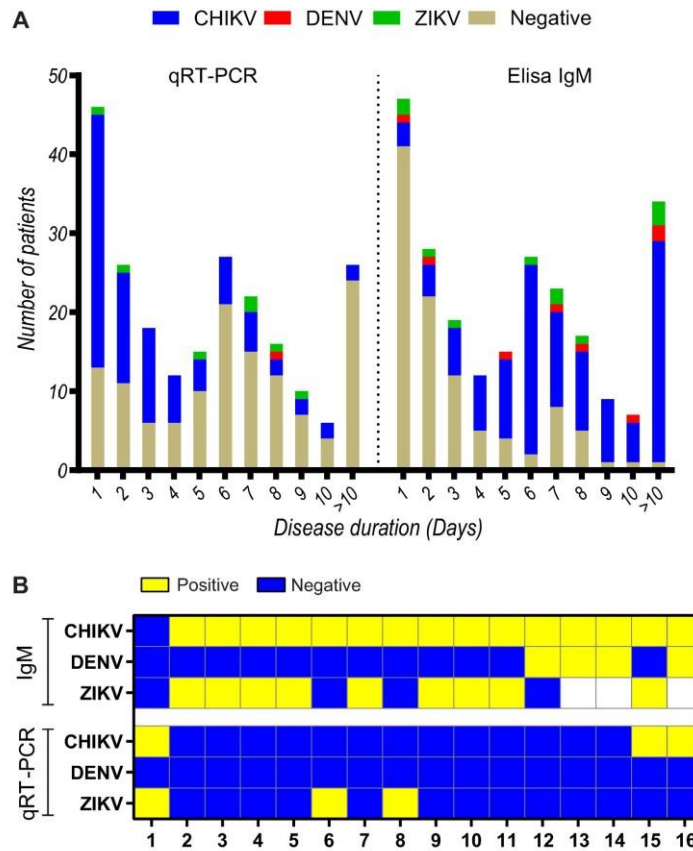 A
CHIKV DENV ZIKV Negative
qRT-PCR Elisa IgM
Number of patients
50
40
30
20
10
0
1 2 3 4 5 6 7 8 9 10 >10 1 2 3 4 5 6 7 8 9 10 >10
Disease duration (Days)
B
Positive Negative
IgM
CHIKV
DENV
ZIKV
qRT-PCR
CHIKV
DENV
ZIKV
1 2 3 4 5 6 7 8 9 10 11 12 13 14 15 16